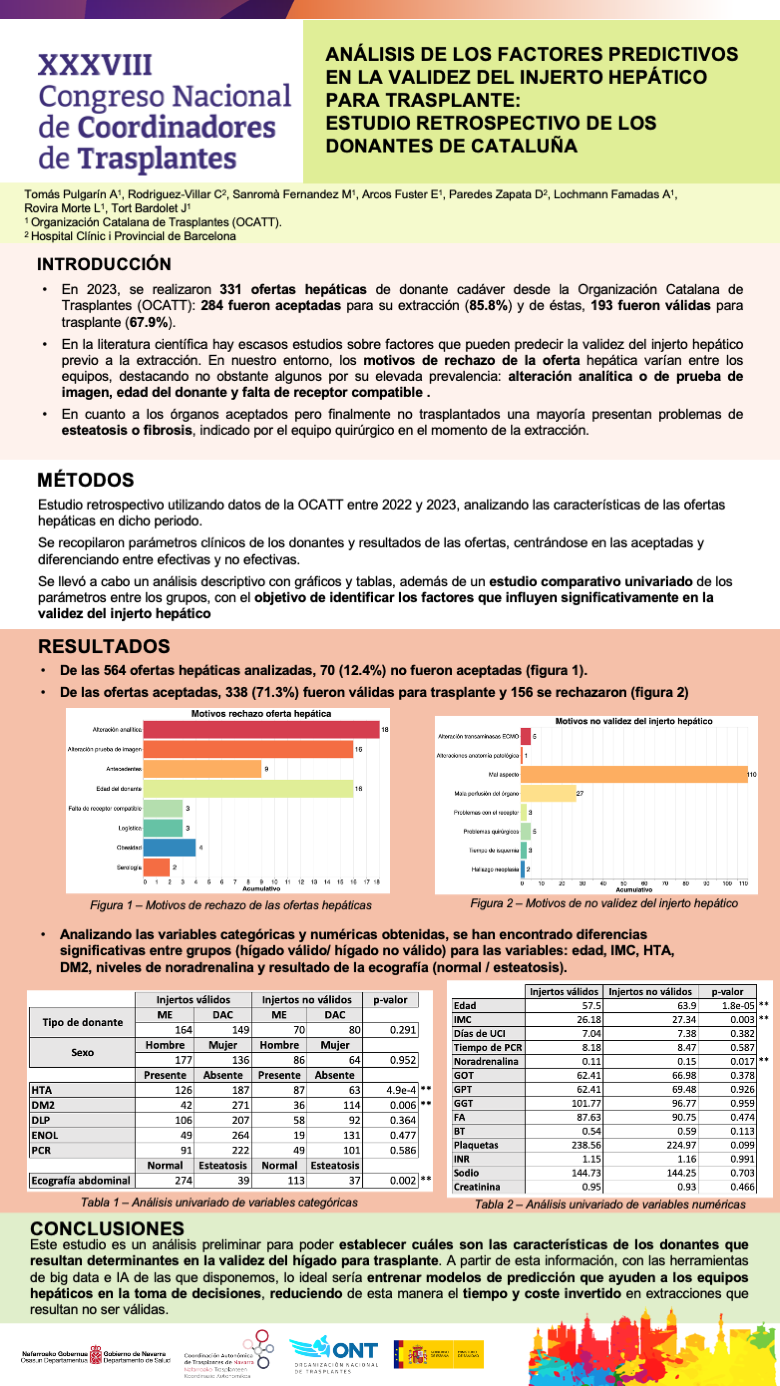 XXXVIII
Congreso Nacional
de Coordinadores
de Trasplantes
ANÁLISIS DE LOS FACTORES PREDICTIVOS
EN LA VALIDEZ DEL INJERTO HEPÁTICO
PARA TRASPLANTE:
ESTUDIO RETROSPECTIVO DE LOS
DONANTES DE CATALUÑA
Tomás Pulgarín A¹, Rodriguez-Villar C², Sanromà Fernandez M¹, Arcos Fuster E¹, Paredes Zapata D², Lochmann Famadas A¹,
Rovira Morte L¹, Tort Bardolet J¹
¹ Organización Catalana de Trasplantes (OCATT).
² Hospital Clínic i Provincial de Barcelona
INTRODUCCIÓN
• En 2023, se realizaron 331 ofertas hepáticas de donante cadáver desde la Organización Catalana de
Trasplantes (OCATT): 284 fueron aceptadas para su extracción (85.8%) y de éstas, 193 fueron válidas para
trasplante (67.9%).
• En la literatura científica hay escasos estudios sobre factores que pueden predecir la validez del injerto hepático
previo a la extracción. En nuestro entorno, los motivos de rechazo de la oferta hepática varían entre los
equipos, destacando no obstante algunos por su elevada prevalencia: alteración analítica o de prueba de
imagen, edad del donante y falta de receptor compatible .
• En cuanto a los órganos aceptados pero finalmente no trasplantados una mayoría presentan problemas de
esteatosis o fibrosis, indicado por el equipo quirúrgico en el momento de la extracción.
MÉTODOS
Estudio retrospectivo utilizando datos de la OCATT entre 2022 y 2023, analizando las características de las ofertas
hepáticas en dicho periodo.
Se recopilaron parámetros clínicos de los donantes y resultados de las ofertas, centrándose en las aceptadas y
diferenciando entre efectivas y no efectivas.
Se llevó a cabo un análisis descriptivo con gráficos y tablas, además de un estudio comparativo univariado de los
parámetros entre los grupos, con el objetivo de identificar los factores que influyen significativamente en la
validez del injerto hepático
RESULTADOS
• De las 564 ofertas hepáticas analizadas, 70 (12.4%) no fueron aceptadas (figura 1).
• De las ofertas aceptadas, 338 (71.3%) fueron válidas para trasplante y 156 se rechazaron (figura 2)
Motivos rechazo oferta hepática
Alteración analítica 18
Alteración prueba de imagen 16
Antecedentes 9
Edad del donante 16
Falta de receptor compatible 3
Logística 3
Obesidad 4
Serología 2
0 1 2 3 4 5 6 7 8 9 10 11 12 13 14 15 16 17 18
Acumulativo
Figura 1 – Motivos de rechazo de las ofertas hepáticas
Motivos no validez del injerto hepático
Alteración transaminasas ECMO 5
Alteraciones anatomía patológica 1
Mal aspecto 110
Mala perfusión del órgano 27
Problemas con el receptor 3
Problemas quirúrgicos 5
Tiempo de isquemia 3
Hallazgo neoplasia 2
0 10 20 30 40 50 60 70 80 90 100 110
Acumulativo
Figura 2 – Motivos de no validez del injerto hepático
• Analizando las variables categóricas y numéricas obtenidas, se han encontrado diferencias
significativas entre grupos (hígado válido/ hígado no válido) para las variables: edad, IMC, HTA,
DM2, niveles de noradrenalina y resultado de la ecografía (normal / esteatosis).
Injertos válidos Injertos no válidos p-valor
Tipo de donante ME DAC ME DAC
164 149 70 80 0.291
Sexo Hombre Mujer Hombre Mujer
177 136 86 64 0.952
Presente Absente Presente Absente
HTA 126 187 87 63 4.9e-4 **
DM2 42 271 36 114 0.006 **
DLP 106 207 58 92 0.364
ENOL 49 264 19 131 0.477
PCR 91 222 49 101 0.586
Normal Esteatosis Normal Esteatosis
Ecografía abdominal 274 39 113 37 0.002 **
Tabla 1 – Análisis univariado de variables categóricas
Injertos válidos Injertos no válidos p-valor
Edad 57.5 63.9 1.8e-05 **
IMC 26.18 27.34 0.003 **
Días de UCI 7.04 7.38 0.382
Tiempo de PCR 8.18 8.47 0.587
Noradrenalina 0.11 0.15 0.017 **
GOT 62.41 66.98 0.378
GPT 62.41 69.48 0.926
GGT 101.77 96.77 0.959
FA 87.63 90.75 0.474
BT 0.54 0.59 0.113
Plaquetas 238.56 224.97 0.099
INR 1.15 1.16 0.991
Sodio 144.73 144.25 0.703
Creatinina 0.95 0.93 0.466
Tabla 2 – Análisis univariado de variables numéricas
CONCLUSIONES
Este estudio es un análisis preliminar para poder establecer cuáles son las características de los donantes que
resultan determinantes en la validez del hígado para trasplante. A partir de esta información, con las herramientas
de big data e IA de las que disponemos, lo ideal sería entrenar modelos de predicción que ayuden a los equipos
hepáticos en la toma de decisiones, reduciendo de esta manera el tiempo y coste invertido en extracciones que
resultan no ser válidas.
Nafarroako Gobernua Gobierno de Navarra
Osasun Departamentua Departamento de Salud
Coordinación Autonómica
de Trasplantes de Navarra
ONT
ORGANIZACIÓN NACIONAL
DE TRASPLANTES